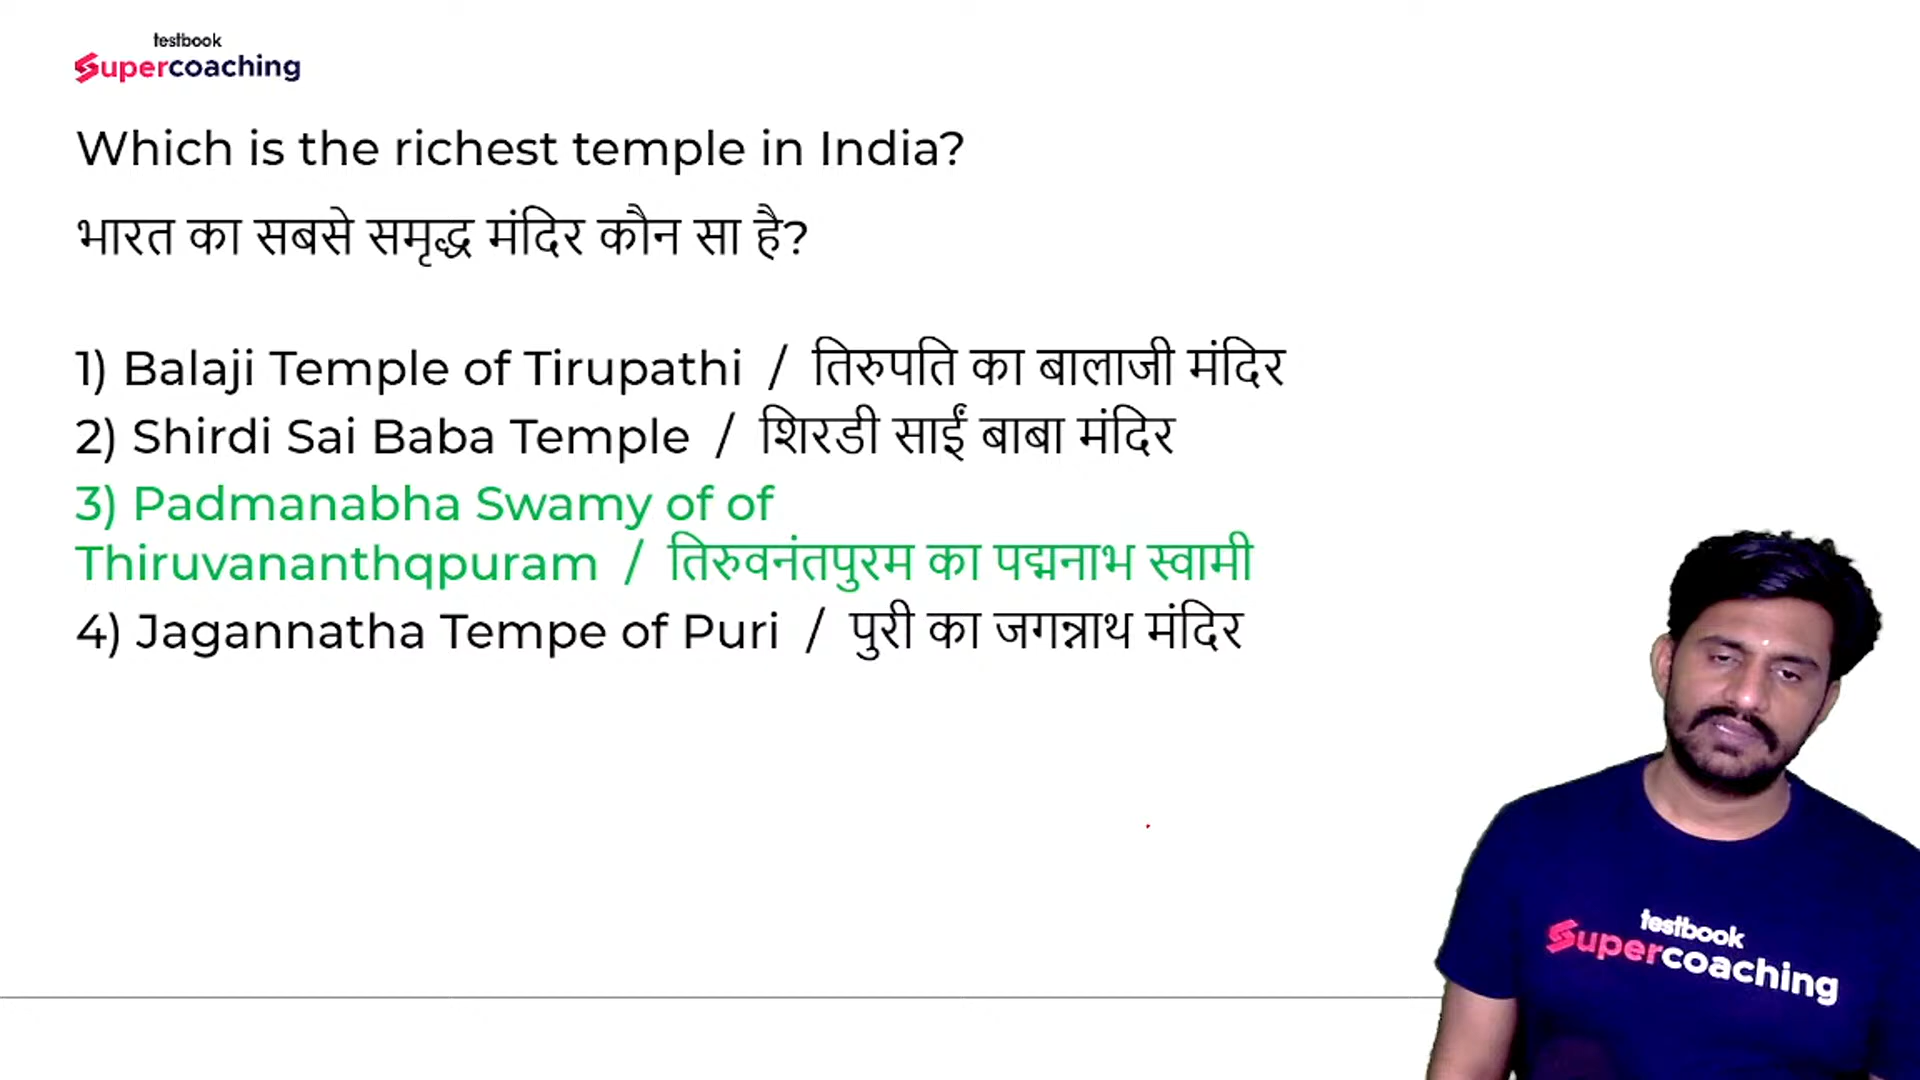 testbook
Supercoaching
Which is the richest temple in India?
भारत का सबसे समृद्ध मंदिर कौन सा है?
1) Balaji Temple of Tirupathi / तिरुपति का बालाजी मंदिर
2) Shirdi Sai Baba Temple / शिरडी साईं बाबा मंदिर
3) Padmanabha Swamy of of
Thiruvananthqpuram / तिरुवनंतपुरम का पद्मनाभ स्वामी
4) Jagannatha Tempe of Puri / पुरी का जगन्नाथ मंदिर
testbook
Supercoaching